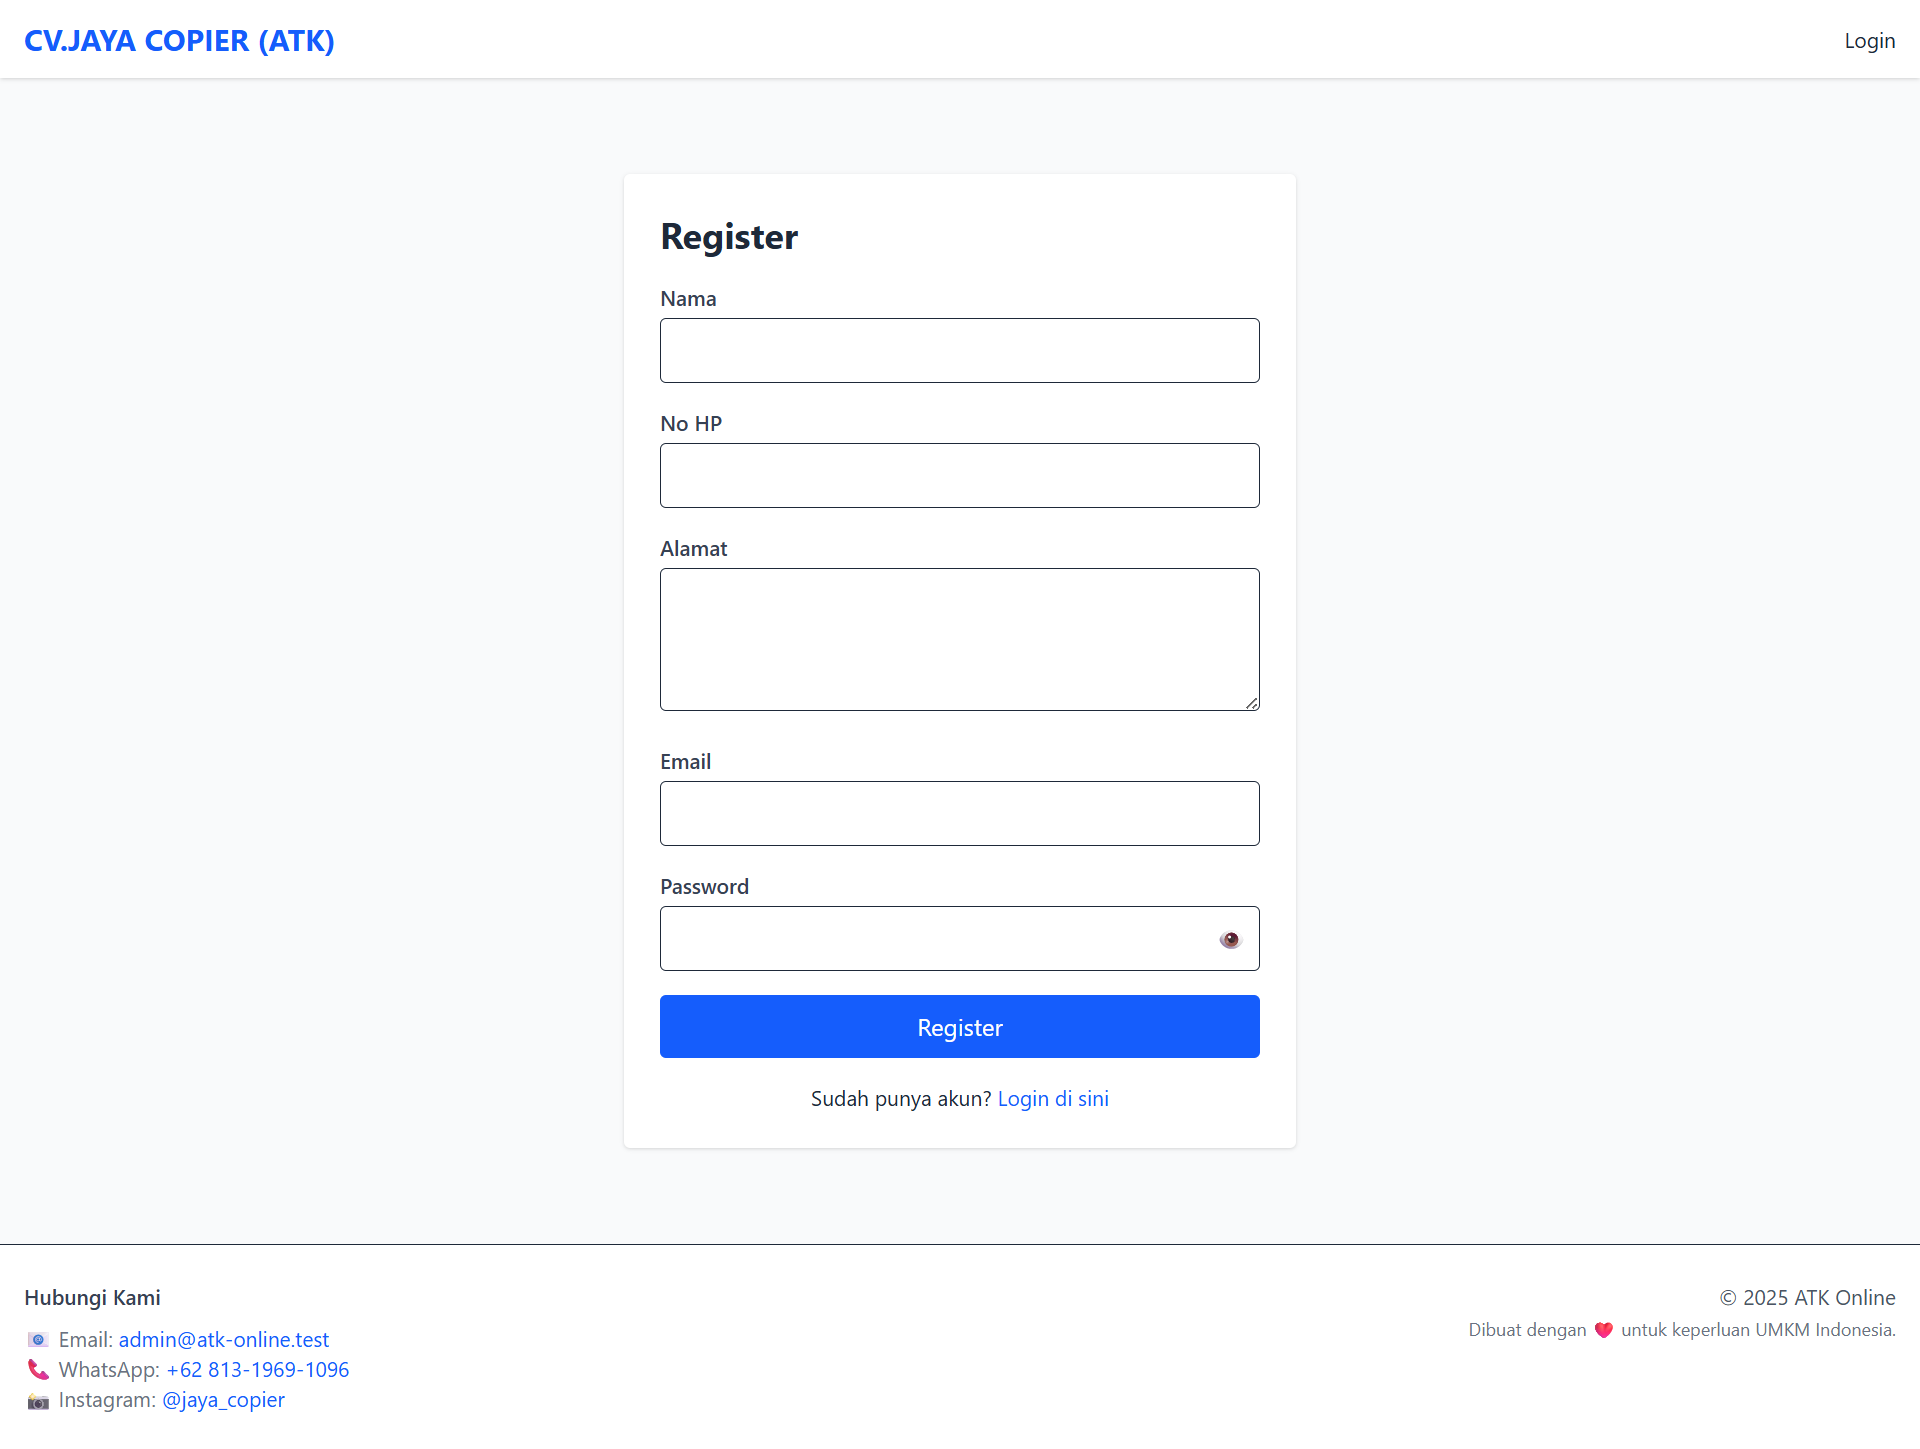 CV.JAYA COPIER (ATK)
Login
Register
Nama
No HP
Alamat
Email
Password
Register
Sudah punya akun? Login di sini
Hubungi Kami
Email: admin@atk-online.test
WhatsApp: +62 813-1969-1096
Instagram: @jaya_copier
© 2025 ATK Online
Dibuat dengan ❤️ untuk keperluan UMKM Indonesia.